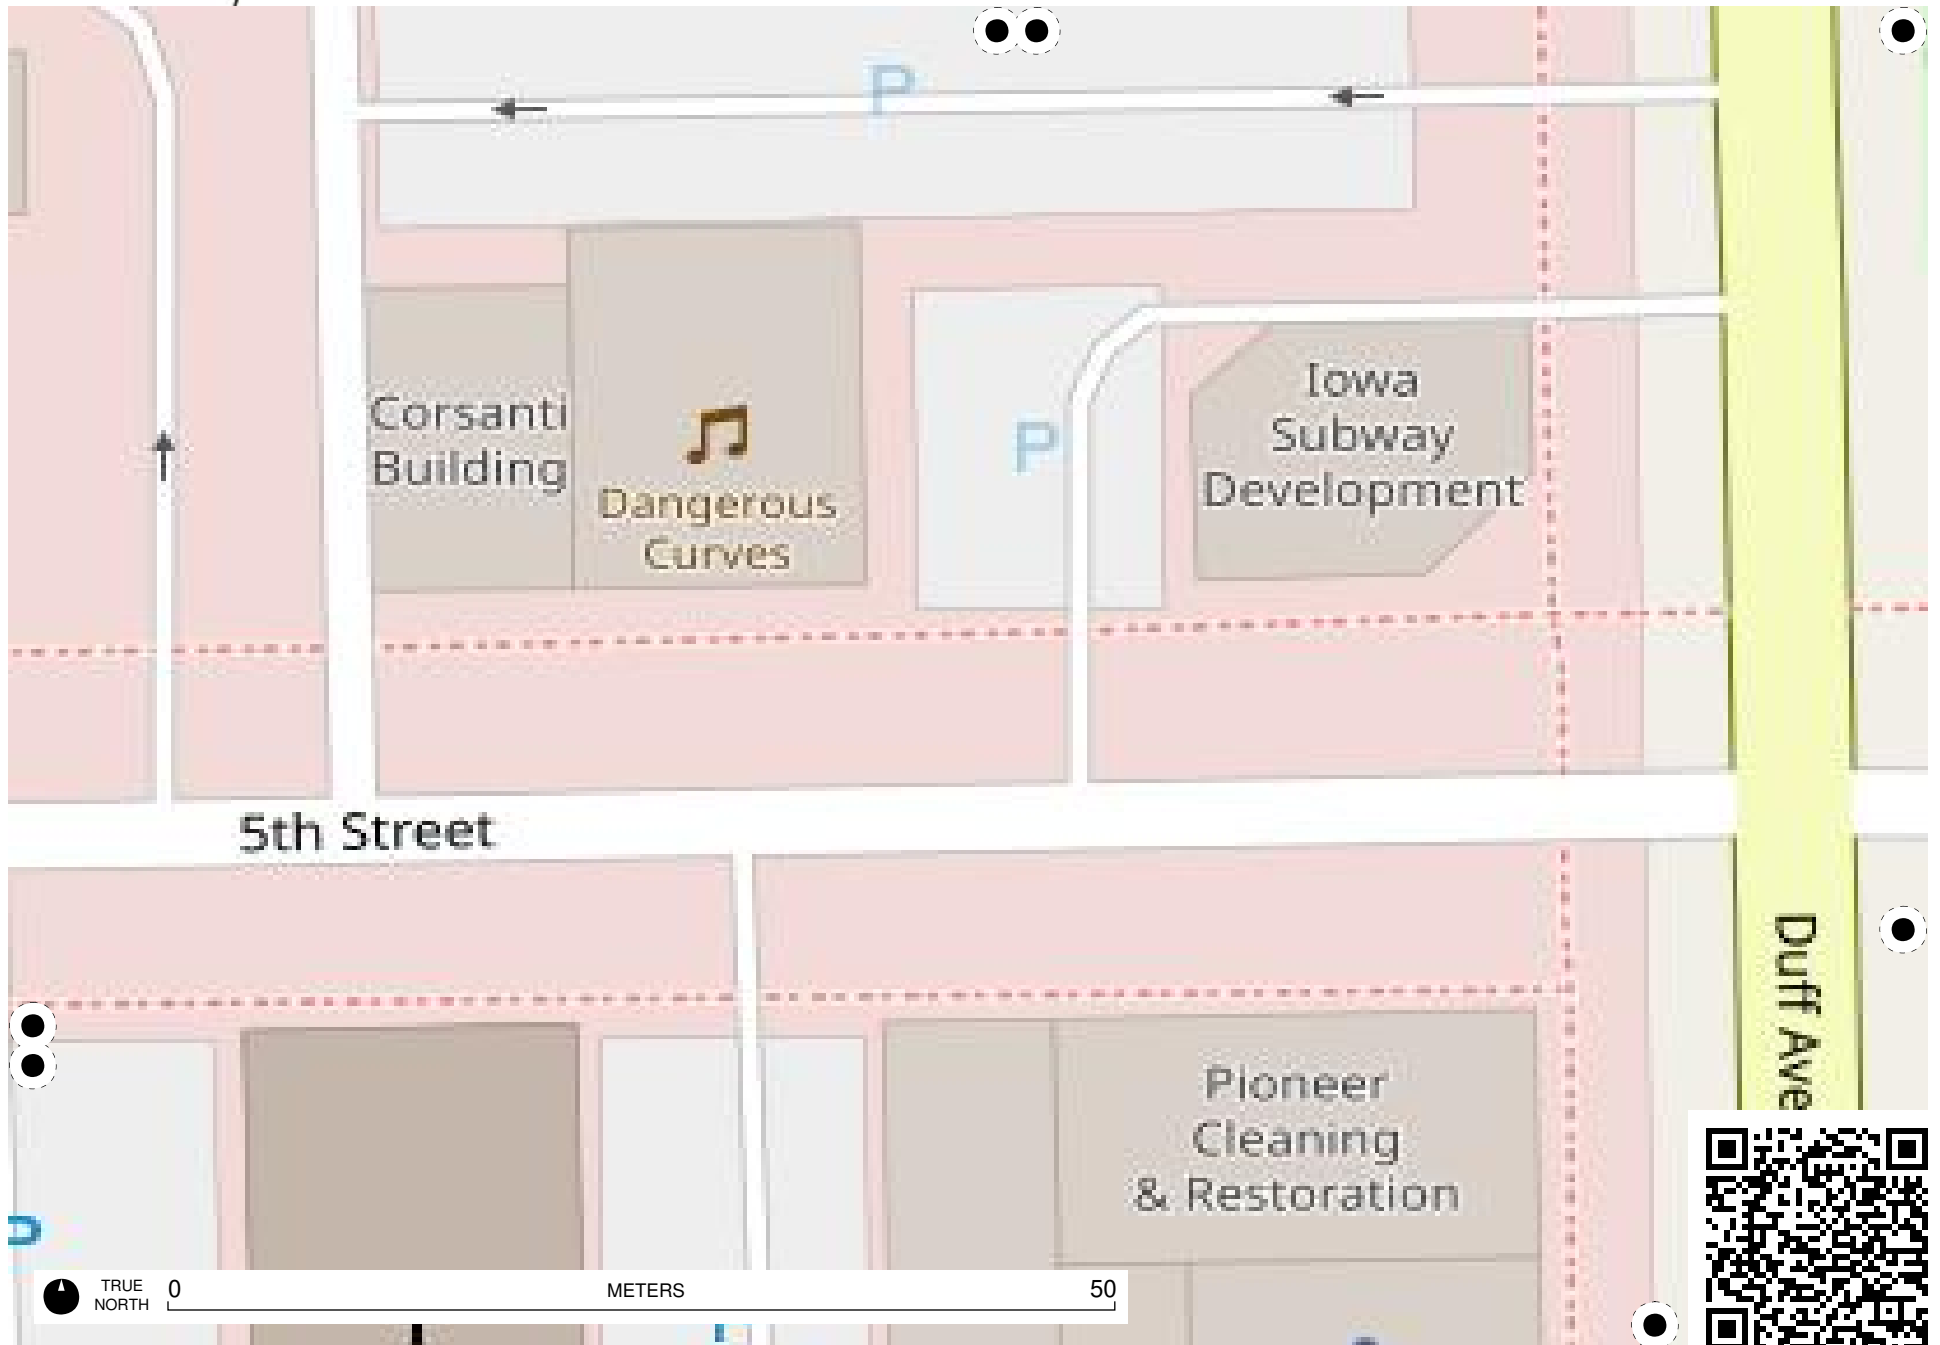 P
Corsanti
Building
Dangerous
Curves
P
Iowa
Subway
Development
5th Street
Duff Ave
Pioneer
Cleaning
& Restoration
P
TRUE
NORTH
0
METERS
50